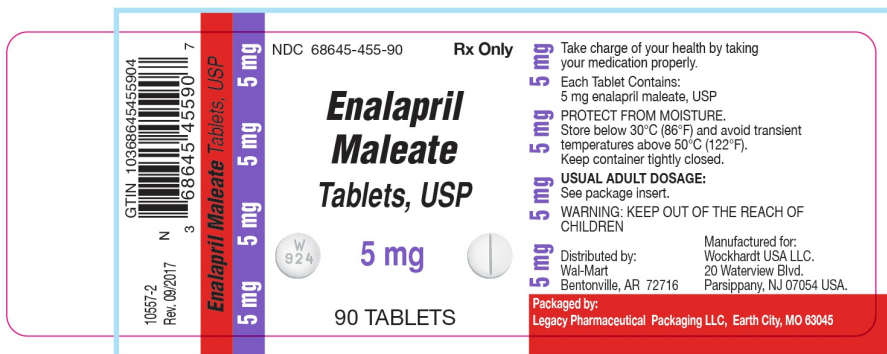 GTIN 10368645455904
3 68645 45590 7
N
10557-2
Rev. 09/2017
Enalapril Maleate Tablets, USP
5 mg
5 mg
5 mg
5 mg
NDC 68645-455-90 Rx Only
Enalapril
Maleate
Tablets, USP
W
924
5 mg
90 TABLETS
5 mg
5 mg
5 mg
5 mg
5 mg
Take charge of your health by taking
your medication properly.
Each Tablet Contains:
5 mg enalapril maleate, USP
PROTECT FROM MOISTURE.
Store below 30°C (86°F) and avoid transient
temperatures above 50°C (122°F).
Keep container tightly closed.
USUAL ADULT DOSAGE:
See package insert.
WARNING: KEEP OUT OF THE REACH OF
CHILDREN
Distributed by:
Wal-Mart
Bentonville, AR 72716
Manufactured for:
Wockhardt USA LLC.
20 Waterview Blvd.
Parsippany, NJ 07054 USA.
Packaged by:
Legacy Pharmaceutical Packaging LLC, Earth City, MO 63045